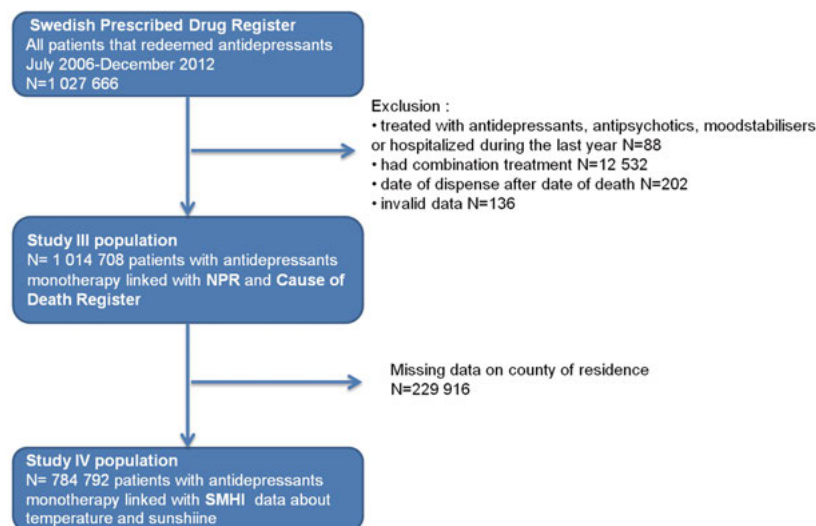 Swedish Prescribed Drug Register
All patients that redeemed antidepressants
July 2006-December 2012
N=1 027 666
Exclusion :
• treated with antidepressants, antipsychotics, moodstabilisers
or hospitalized during the last year N=88
• had combination treatment N=12 532
• date of dispense after date of death N=202
• invalid data N=136
Study III population
N= 1 014 708 patients with antidepressants
monotherapy linked with NPR and Cause of
Death Register
Missing data on county of residence
N=229 916
Study IV population
N= 784 792 patients with antidepressants
monotherapy linked with SMHI data about
temperature and sunshiine